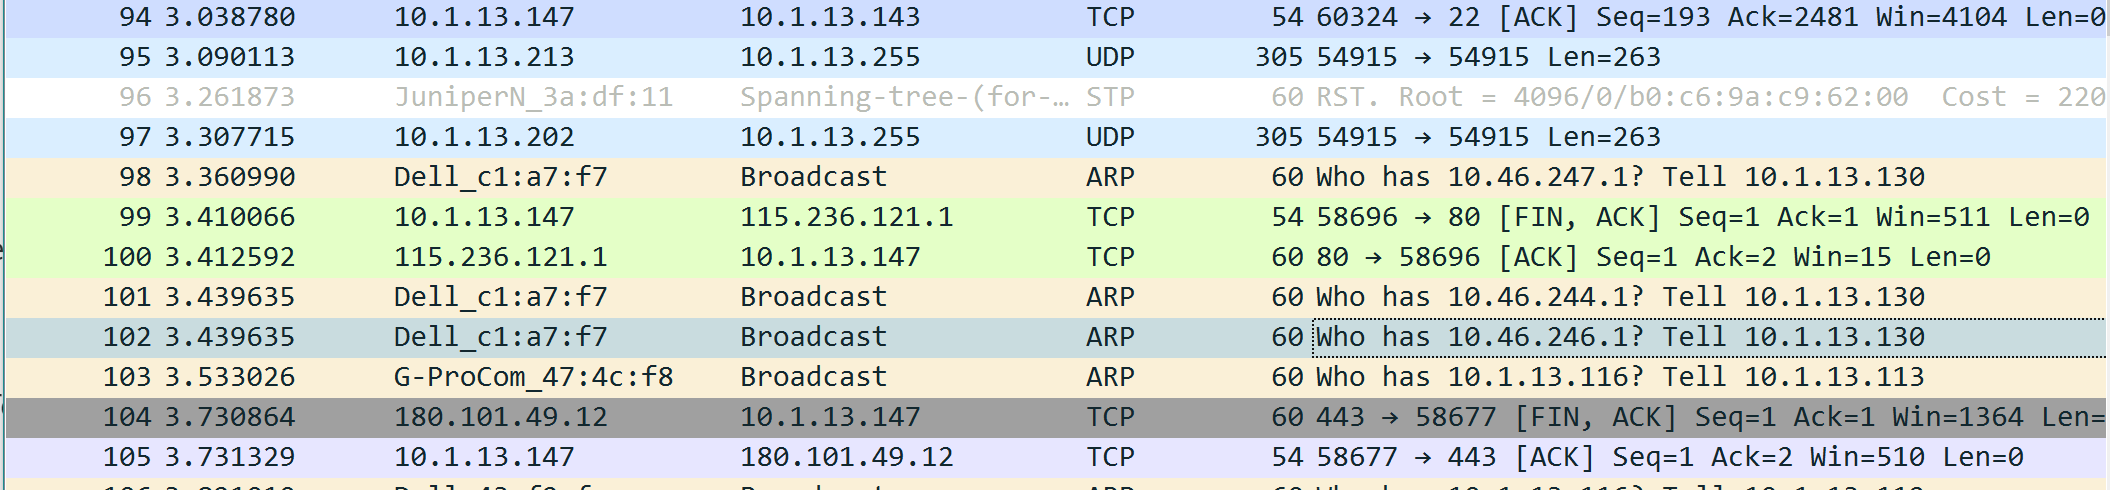 94 3.038780 10.1.13.147 10.1.13.143 TCP 54 60324 → 22 [ACK] Seq=193 Ack=2481 Win=4104 Len=0
95 3.090113 10.1.13.213 10.1.13.255 UDP 305 54915 → 54915 Len=263
96 3.261873 JuniperN_3a:df:11 Spanning-tree-(for-… STP 60 RST. Root = 4096/0/b0:c6:9a:c9:62:00 Cost = 220
97 3.307715 10.1.13.202 10.1.13.255 UDP 305 54915 → 54915 Len=263
98 3.360990 Dell_c1:a7:f7 Broadcast ARP 60 Who has 10.46.247.1? Tell 10.1.13.130
99 3.410066 10.1.13.147 115.236.121.1 TCP 54 58696 → 80 [FIN, ACK] Seq=1 Ack=1 Win=511 Len=0
100 3.412592 115.236.121.1 10.1.13.147 TCP 60 80 → 58696 [ACK] Seq=1 Ack=2 Win=15 Len=0
101 3.439635 Dell_c1:a7:f7 Broadcast ARP 60 Who has 10.46.244.1? Tell 10.1.13.130
102 3.439635 Dell_c1:a7:f7 Broadcast ARP 60 Who has 10.46.246.1? Tell 10.1.13.130
103 3.533026 G-ProCom_47:4c:f8 Broadcast ARP 60 Who has 10.1.13.116? Tell 10.1.13.113
104 3.730864 180.101.49.12 10.1.13.147 TCP 60 443 → 58677 [FIN, ACK] Seq=1 Ack=1 Win=1364 Len=
105 3.731329 10.1.13.147 180.101.49.12 TCP 54 58677 → 443 [ACK] Seq=1 Ack=2 Win=510 Len=0